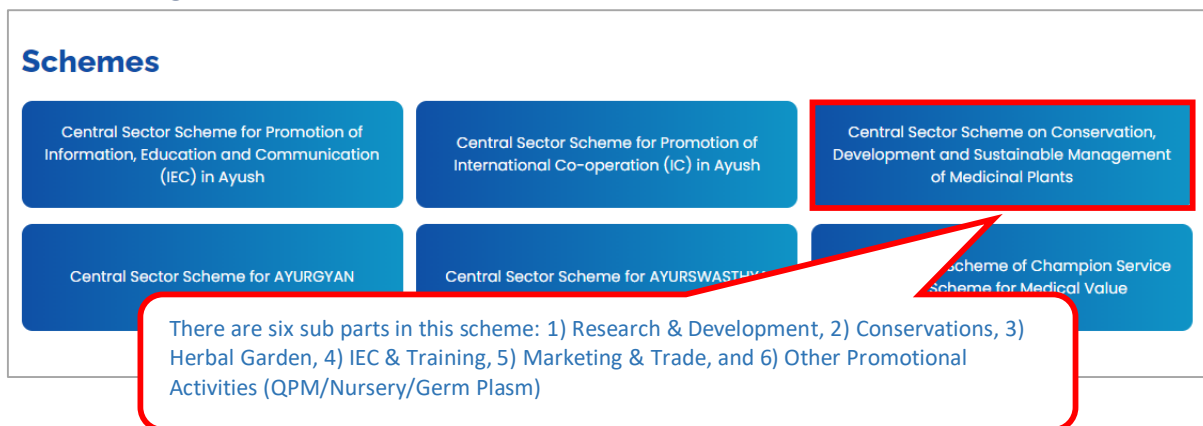 Schemes
Central Sector Scheme for Promotion of
Information, Education and Communication
(IEC) in Ayush
Central Sector Scheme for Promotion of
International Co-operation (IC) in Ayush
Central Sector Scheme on Conservation,
Development and Sustainable Management
of Medicinal Plants
Central Sector Scheme for AYURGYAN
Central Sector Scheme for
Scheme of Champion Service
Scheme for Medical Value
There are six sub parts in this scheme: 1) Research & Development, 2) Conservations, 3)
Herbal Garden, 4) IEC & Training, 5) Marketing & Trade, and 6) Other Promotional
Activities (QPM/Nursery/Germ Plasm)